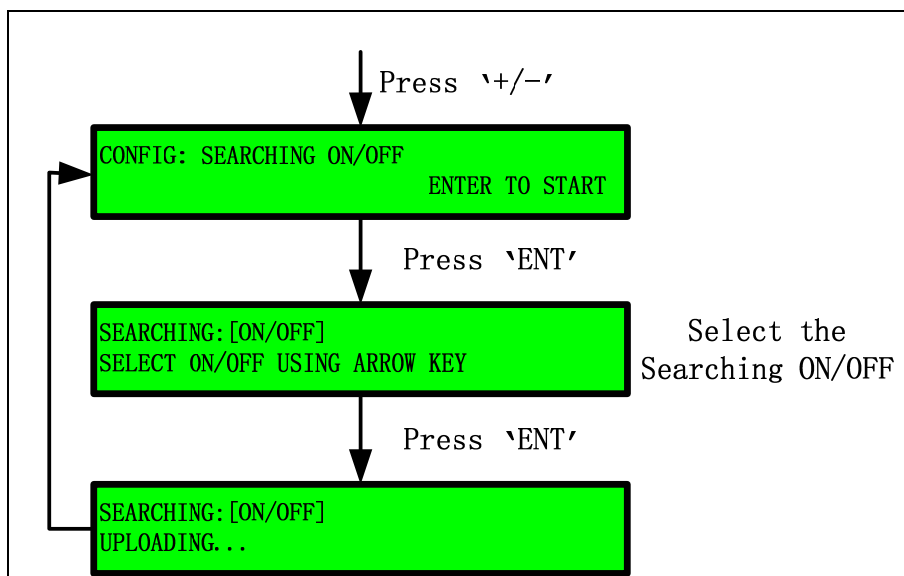 Press ‵+/−′
CONFIG: SEARCHING ON/OFF
ENTER TO START
Press ‵ENT′
SEARCHING:[ON/OFF]
SELECT ON/OFF USING ARROW KEY
Select the
Searching ON/OFF
Press ‵ENT′
SEARCHING:[ON/OFF]
UPLOADING...